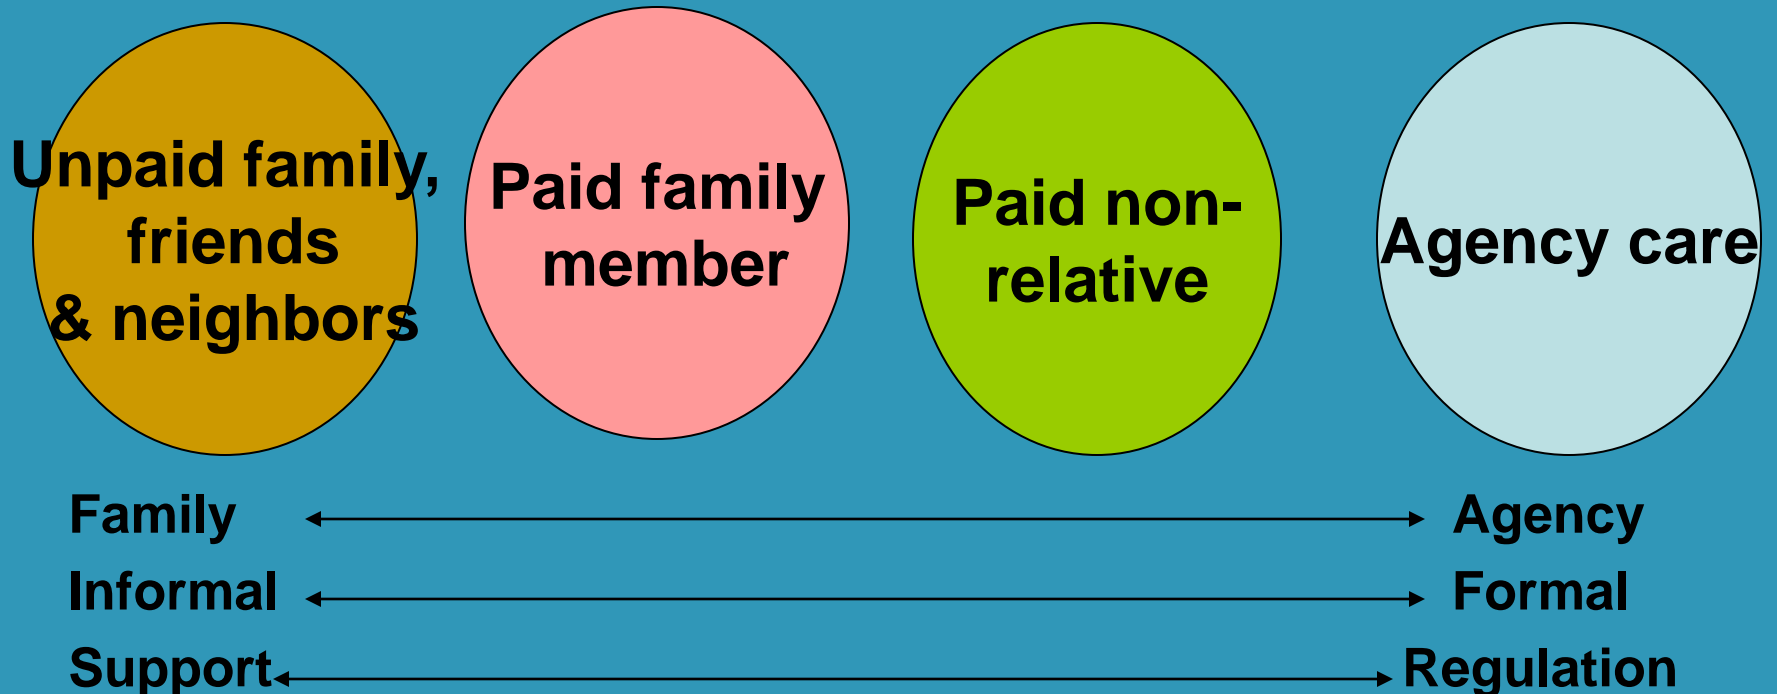 Unpaid family,
friends
& neighbors
Paid family
member
Paid non-
relative
Agency care
Family Agency
Informal Formal
Support Regulation